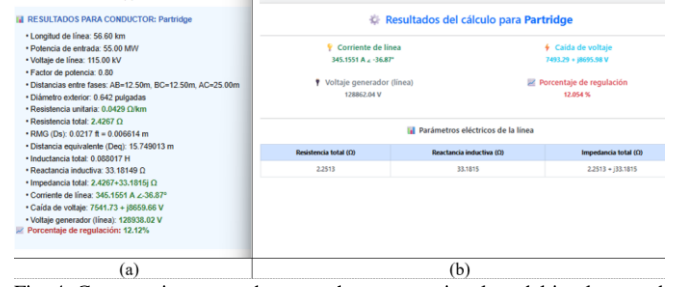 RESULTADOS PARA CONDUCTOR: Partridge
• Longitud de línea: 56.60 km
• Potencia de entrada: 55.00 MW
• Voltaje de línea: 115.00 kV
• Factor de potencia: 0.80
• Distancias entre fases: AB=12.50m, BC=12.50m, AC=25.00m
• Diámetro exterior: 0.642 pulgadas
• Resistencia unitaria: 0.0429 Ω/km
• Resistencia total: 2.4267 Ω
• RMG (Ds): 0.0217 ft = 0.006614 m
• Distancia equivalente (Deq): 15.749013 m
• Inductancia total: 0.088017 H
• Reactancia inductiva: 33.18149 Ω
• Impedancia total: 2.4267+33.1815j Ω
• Corriente de línea: 345.1551 A ∠-36.87°
• Caída de voltaje: 7541.73 + j8659.66 V
• Voltaje generador (línea): 128938.02 V
Porcentaje de regulación: 12.12%
(a)
Resultados del cálculo para Partridge
Corriente de línea
345.1551 A ∠ -36.87°
Caída de voltaje
7493.29 + j8695.98 V
Voltaje generador (línea)
128862.04 V
Porcentaje de regulación
12.054 %
Parámetros eléctricos de la línea
Resistencia total (Ω) Reactancia inductiva (Ω) Impedancia total (Ω)
2.2513 33.1815 2.2513 + j33.1815
(b)